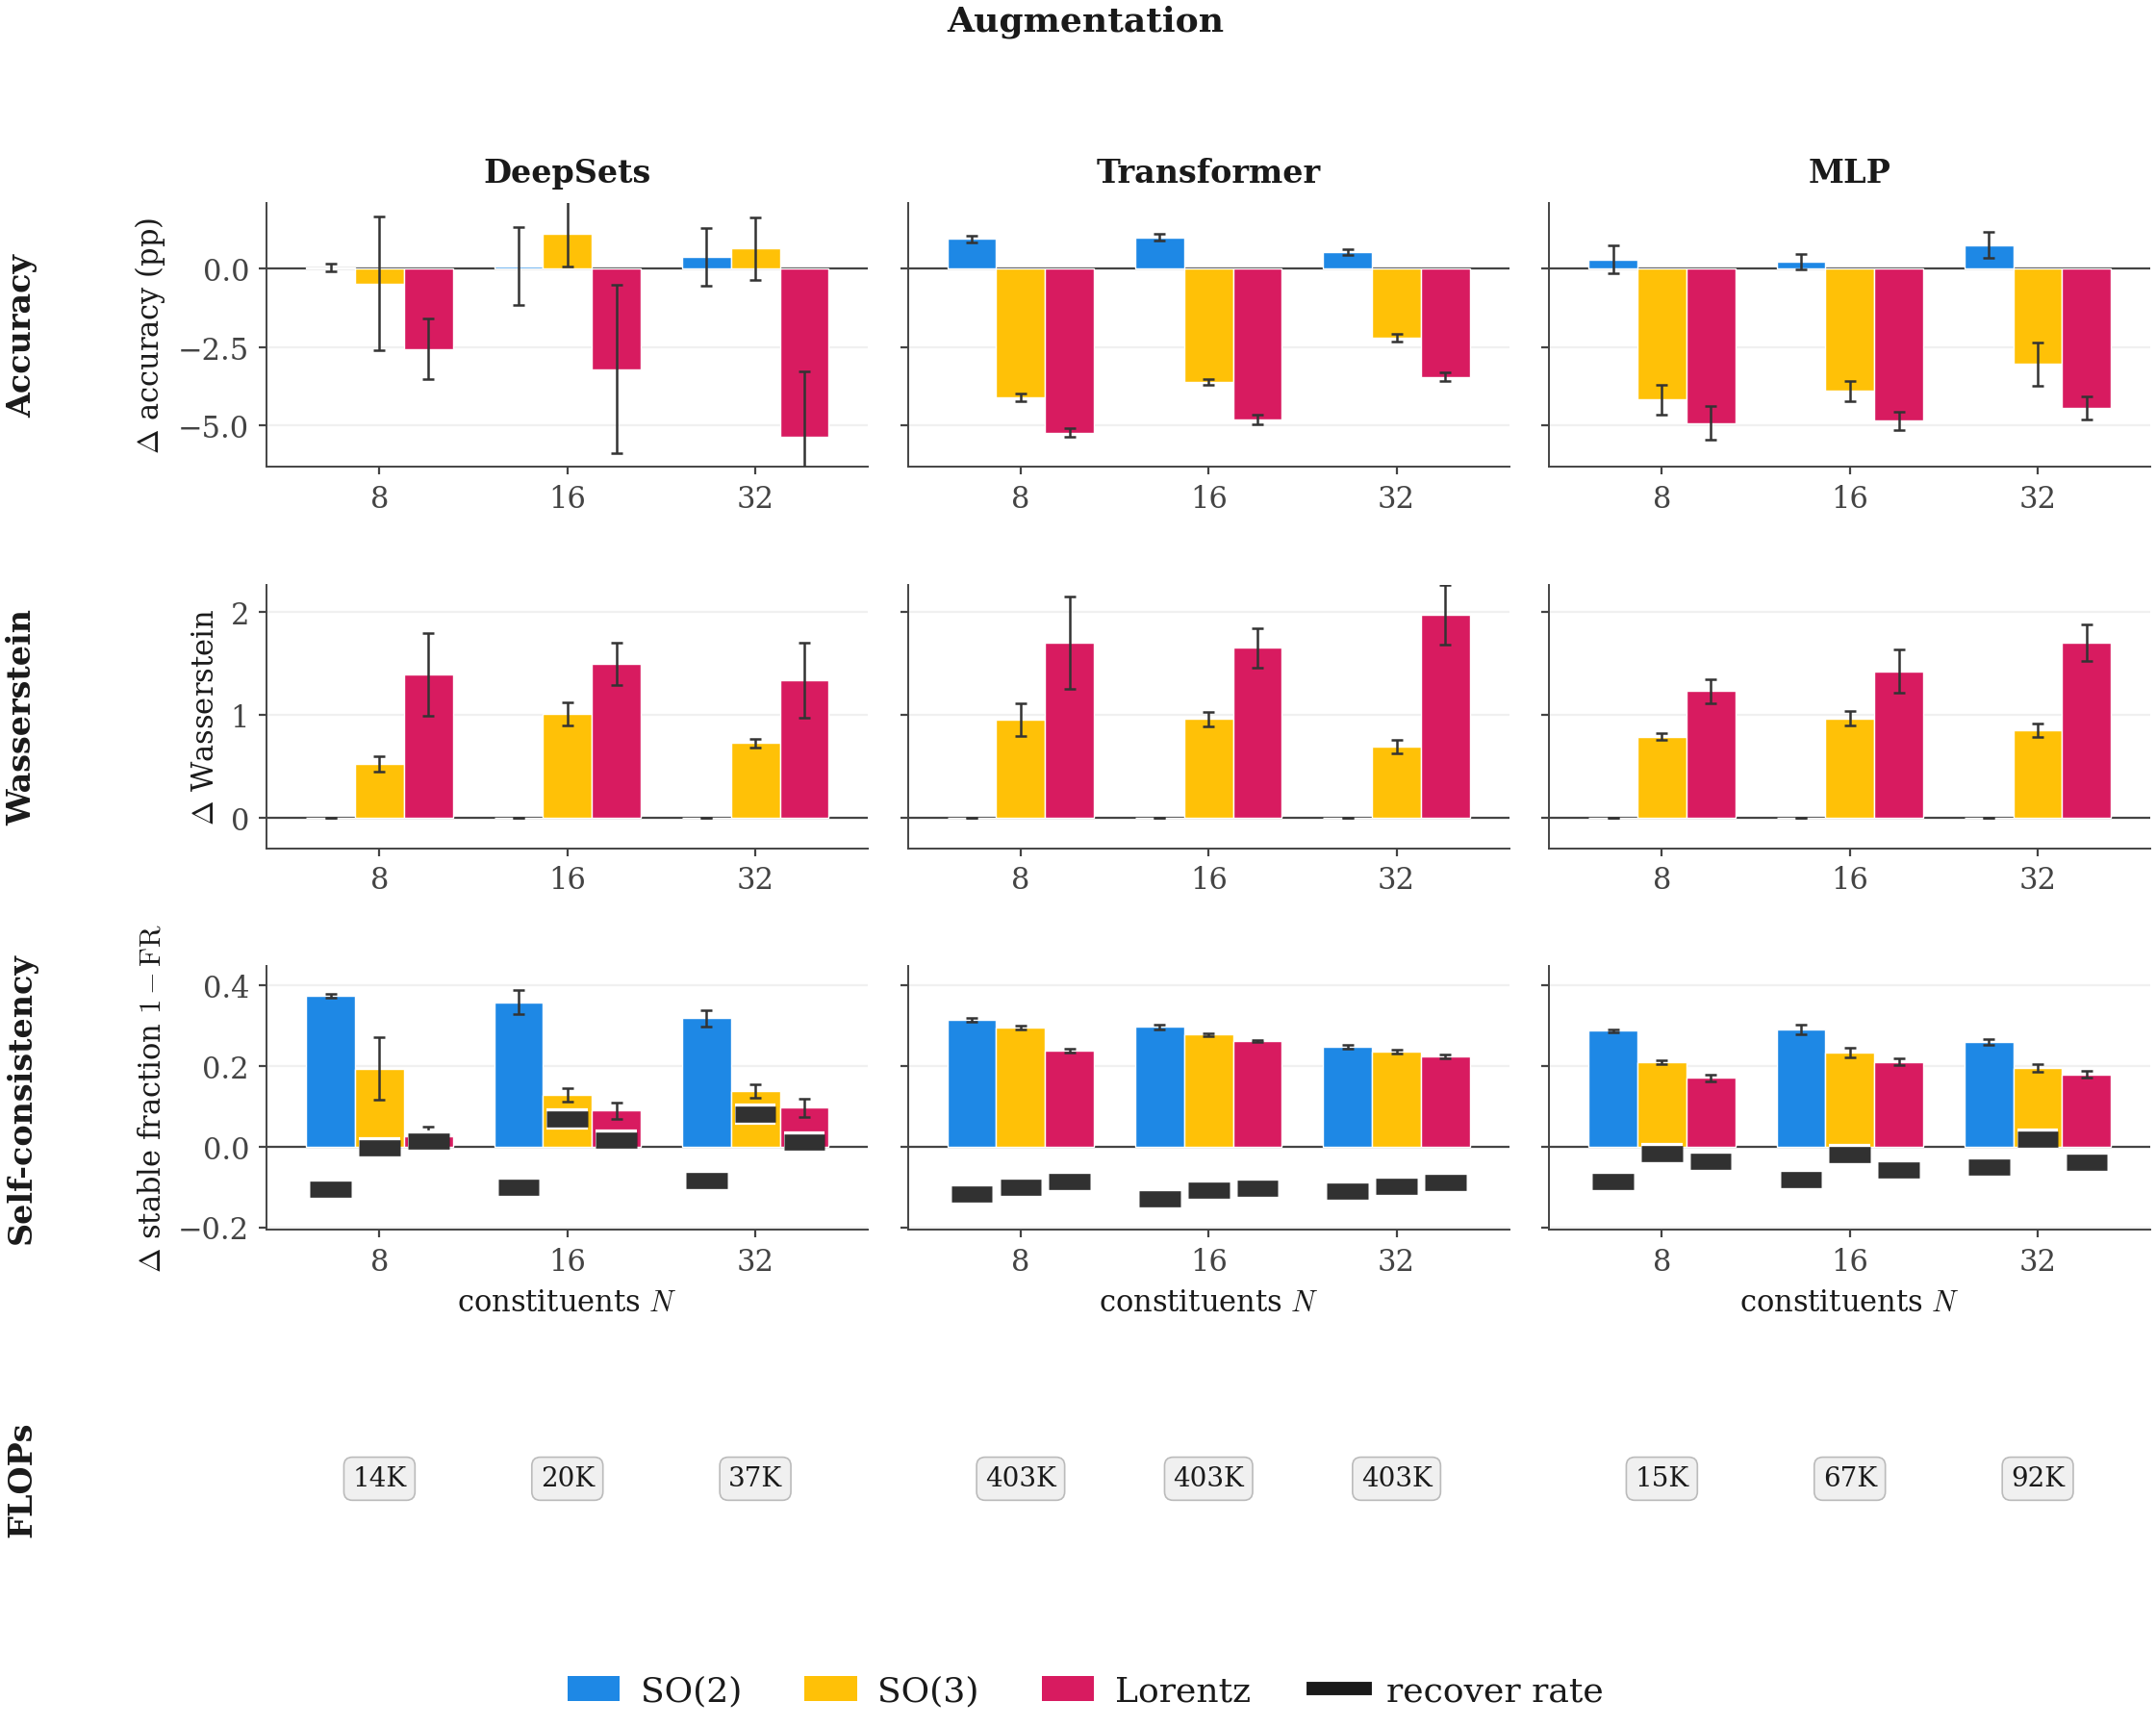 Augmentation
DeepSets
Transformer
MLP
Accuracy
Δ accuracy (pp)
0.0
−2.5
−5.0
8 16 32
8 16 32
8 16 32
Wasserstein
Δ Wasserstein
2
1
0
8 16 32
8 16 32
8 16 32
Self-consistency
Δ stable fraction 1 − FR
0.4
0.2
0.0
−0.2
8 16 32
8 16 32
8 16 32
constituents N
constituents N
constituents N
FLOPs
14K 20K 37K
403K 403K 403K
15K 67K 92K
SO(2) SO(3) Lorentz recover rate